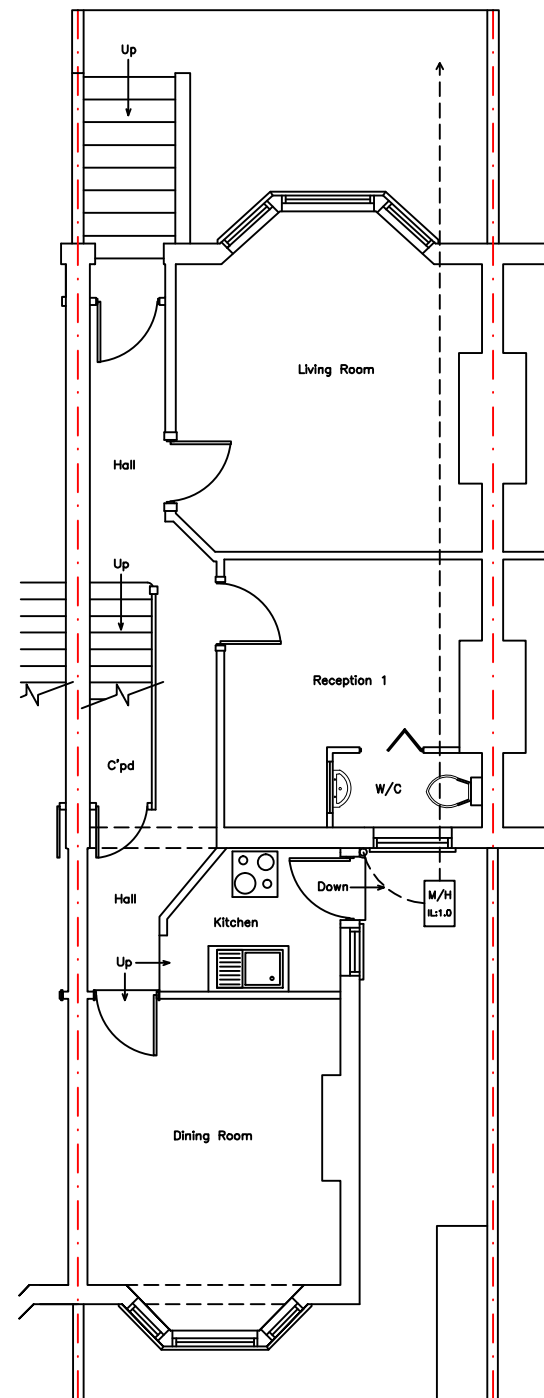 Up
Living Room
Hall
Up
Reception 1
C'pd
W/C
Hall
Down
M/H
IL:1.0
Kitchen
Up
Dining Room